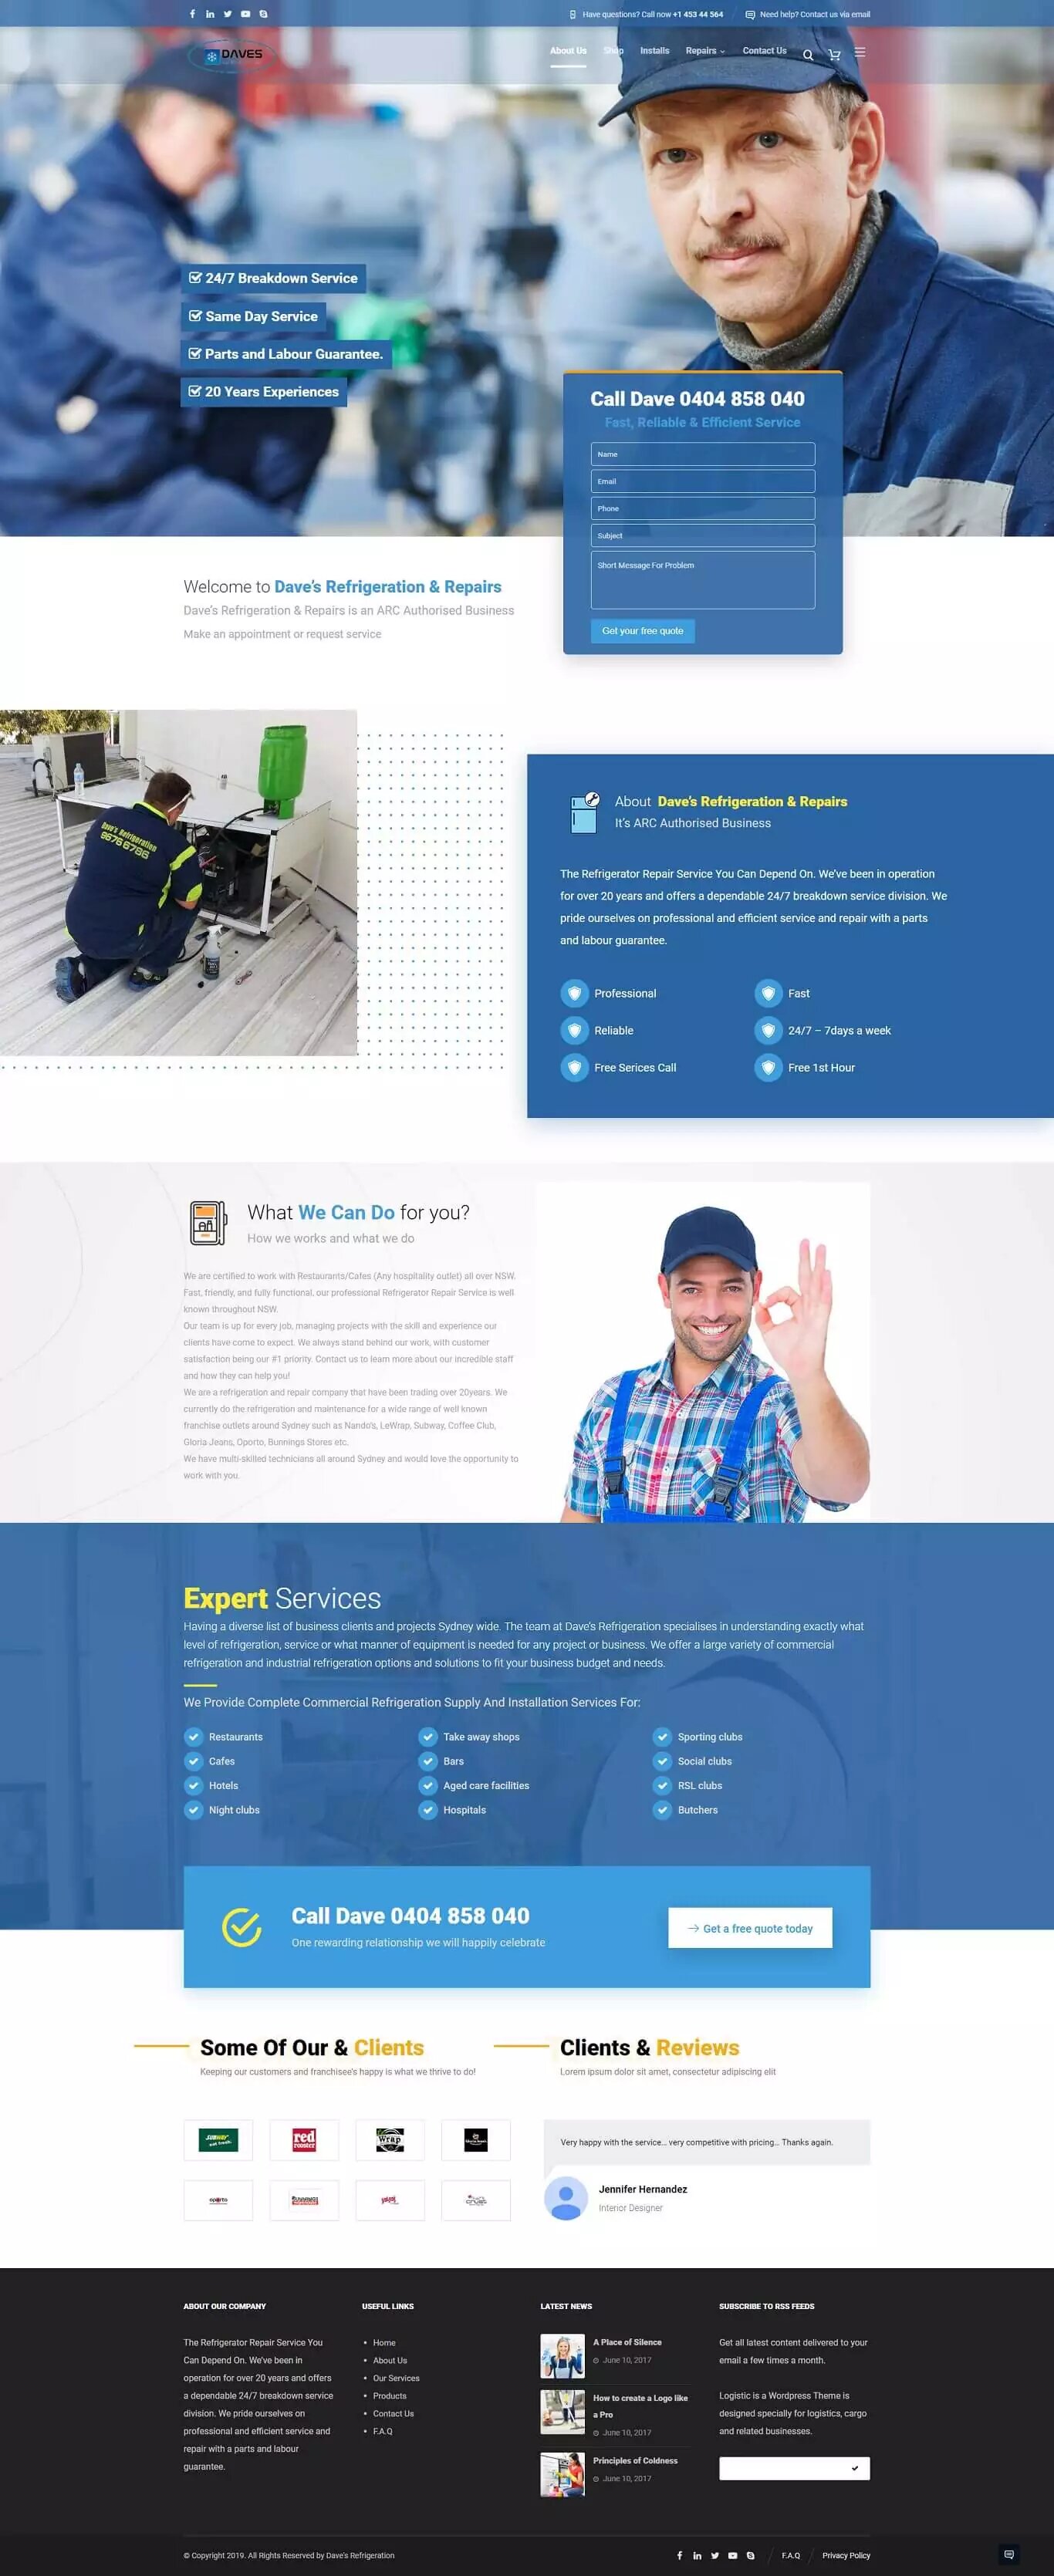 Have questions? Call now +1 453 44 564
Need help? Contact us via email
DAVES
About Us
Shop
Installs
Repairs
Contact Us
24/7 Breakdown Service
Same Day Service
Parts and Labour Guarantee.
20 Years Experiences
Call Dave 0404 858 040
Fast, Reliable & Efficient Service
Name
Email
Phone
Subject
Short Message For Problem
Get your free quote
Welcome to Dave's Refrigeration & Repairs
Dave's Refrigeration & Repairs is an ARC Authorised Business
Make an appointment or request service
Dave's Refrigeration
9676 6786
About Dave's Refrigeration & Repairs
It's ARC Authorised Business
The Refrigerator Repair Service You Can Depend On. We've been in operation
for over 20 years and offers a dependable 24/7 breakdown service division. We
pride ourselves on professional and efficient service and repair with a parts
and labour guarantee.
Professional
Fast
Reliable
24/7 – 7days a week
Free Serices Call
Free 1st Hour
What We Can Do for you?
How we works and what we do
We are certified to work with Restaurants/Cafes (Any hospitality outlet) all over NSW.
Fast, friendly, and fully functional, our professional Refrigerator Repair Service is well
known throughout NSW.
Our team is up for every job, managing projects with the skill and experience our
clients have come to expect. We always stand behind our work, with customer
satisfaction being our #1 priority. Contact us to learn more about our incredible staff
and how they can help you!
We are a refrigeration and repair company that have been trading over 20years. We
currently do the refrigeration and maintenance for a wide range of well known
franchise outlets around Sydney such as Nando's, LeWrap, Subway, Coffee Club,
Gloria Jeans, Oporto, Bunnings Stores etc.
We have multi-skilled technicians all around Sydney and would love the opportunity to
work with you.
Expert Services
Having a diverse list of business clients and projects Sydney wide. The team at Dave's Refrigeration specialises in understanding exactly what
level of refrigeration, service or what manner of equipment is needed for any project or business. We offer a large variety of commercial
refrigeration and industrial refrigeration options and solutions to fit your business budget and needs.
We Provide Complete Commercial Refrigeration Supply And Installation Services For:
Restaurants
Take away shops
Sporting clubs
Cafes
Bars
Social clubs
Hotels
Aged care facilities
RSL clubs
Night clubs
Hospitals
Butchers
Call Dave 0404 858 040
One rewarding relationship we will happily celebrate
Get a free quote today
Some Of Our & Clients
Keeping our customers and franchisee's happy is what we thrive to do!
SUBWAY
eat fresh.
red
rooster
Wrap
oporto
BUNNINGS
Clients & Reviews
Lorem ipsum dolor sit amet, consectetur adipiscing elit
Very happy with the service... very competitive with pricing... Thanks again.
Jennifer Hernandez
Interior Designer
ABOUT OUR COMPANY
The Refrigerator Repair Service You
Can Depend On. We've been in
operation for over 20 years and offers
a dependable 24/7 breakdown service
division. We pride ourselves on
professional and efficient service and
repair with a parts and labour
guarantee.
USEFUL LINKS
Home
About Us
Our Services
Products
Contact Us
F.A.Q
LATEST NEWS
A Place of Silence
June 10, 2017
How to create a Logo like
a Pro
June 10, 2017
Principles of Coldness
June 10, 2017
SUBSCRIBE TO RSS FEEDS
Get all latest content delivered to your
email a few times a month.
Logistic is a Wordpress Theme is
designed specially for logistics, cargo
and related businesses.
© Copyright 2019. All Rights Reserved by Dave's Refrigeration
F.A.Q
Privacy Policy